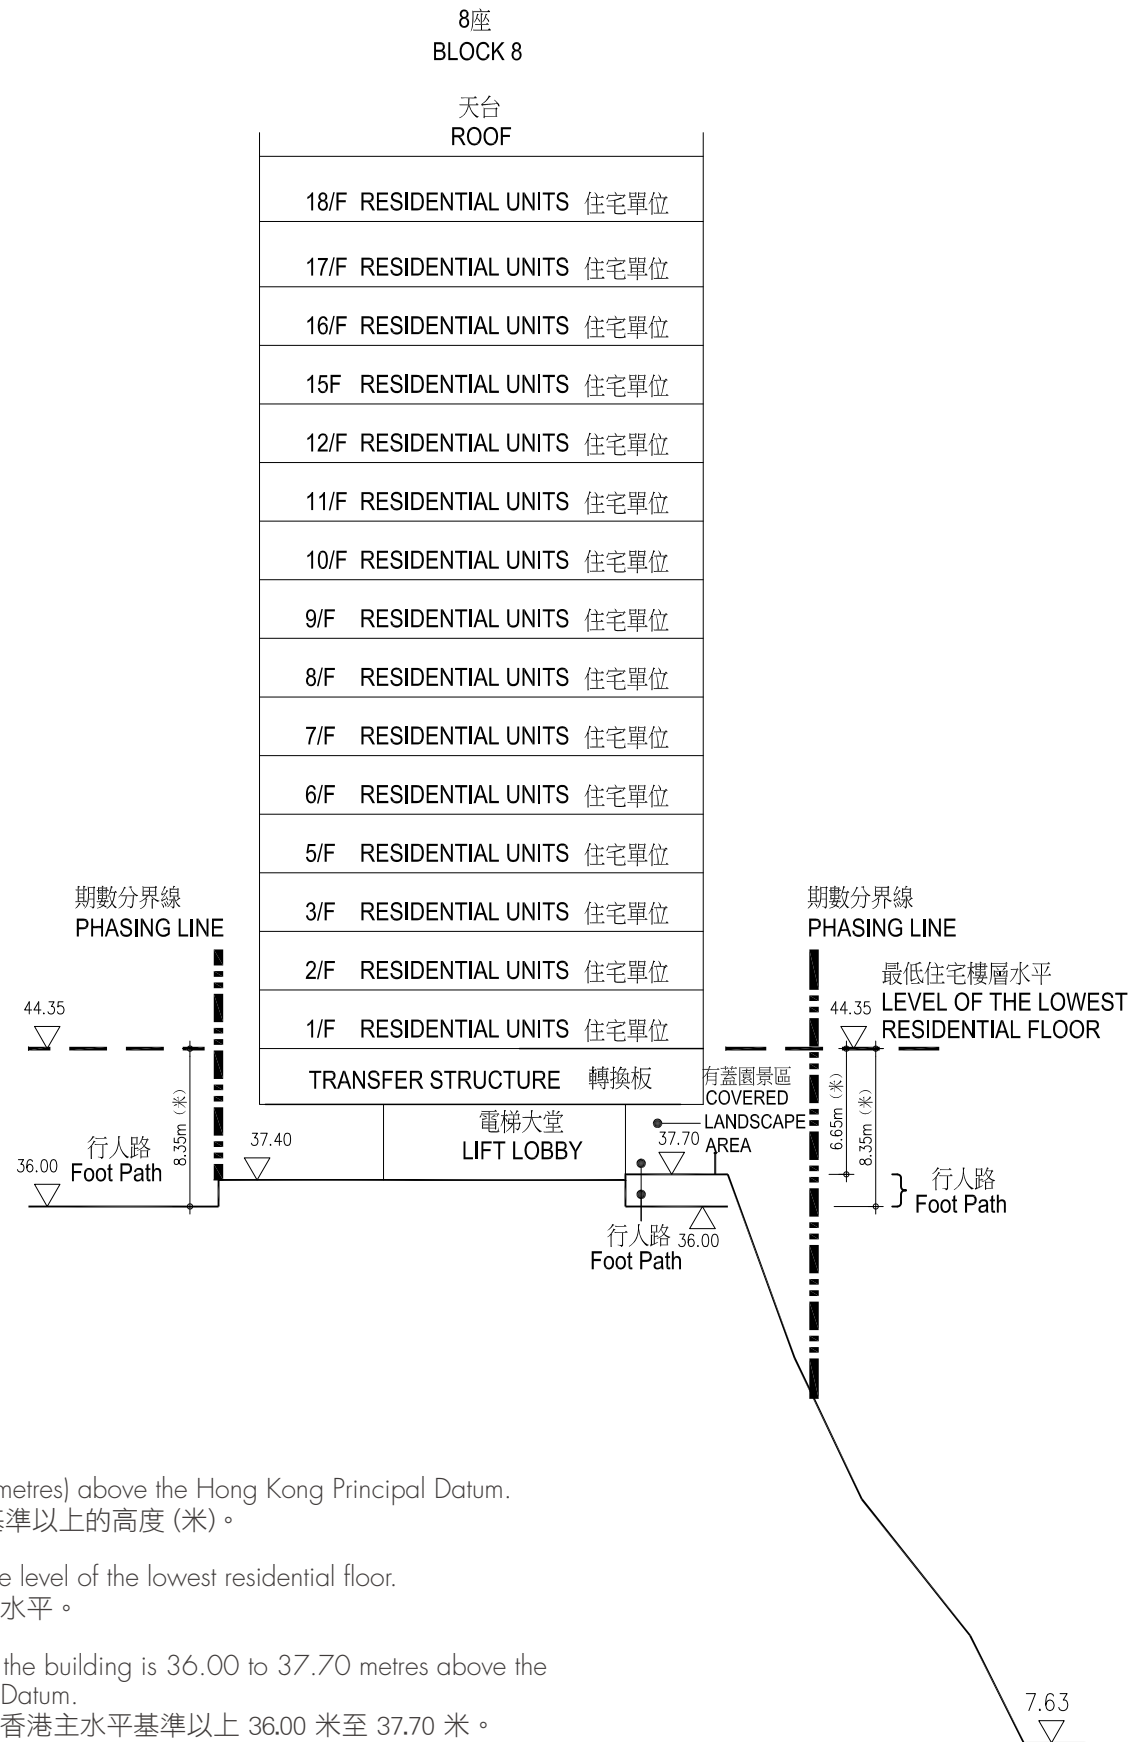 8座
BLOCK 8
天台
ROOF
18/F RESIDENTIAL UNITS 住宅單位
17/F RESIDENTIAL UNITS 住宅單位
16/F RESIDENTIAL UNITS 住宅單位
15F RESIDENTIAL UNITS 住宅單位
12/F RESIDENTIAL UNITS 住宅單位
11/F RESIDENTIAL UNITS 住宅單位
10/F RESIDENTIAL UNITS 住宅單位
9/F RESIDENTIAL UNITS 住宅單位
8/F RESIDENTIAL UNITS 住宅單位
7/F RESIDENTIAL UNITS 住宅單位
6/F RESIDENTIAL UNITS 住宅單位
5/F RESIDENTIAL UNITS 住宅單位
3/F RESIDENTIAL UNITS 住宅單位
2/F RESIDENTIAL UNITS 住宅單位
1/F RESIDENTIAL UNITS 住宅單位
TRANSFER STRUCTURE 轉換板
電梯大堂
LIFT LOBBY
期數分界線
PHASING LINE
44.35
8.35m (米)
行人路
Foot Path
36.00
37.40
有蓋園景區
COVERED
LANDSCAPE
AREA
37.70
行人路
Foot Path
36.00
期數分界線
PHASING LINE
最低住宅樓層水平
LEVEL OF THE LOWEST
RESIDENTIAL FLOOR
44.35
6.65m (米)
8.35m (米)
行人路
Foot Path
7.63
metres) above the Hong Kong Principal Datum.
基準以上的高度 (米)。
e level of the lowest residential floor.
水平。
the building is 36.00 to 37.70 metres above the
Datum.
香港主水平基準以上 36.00 米至 37.70 米。